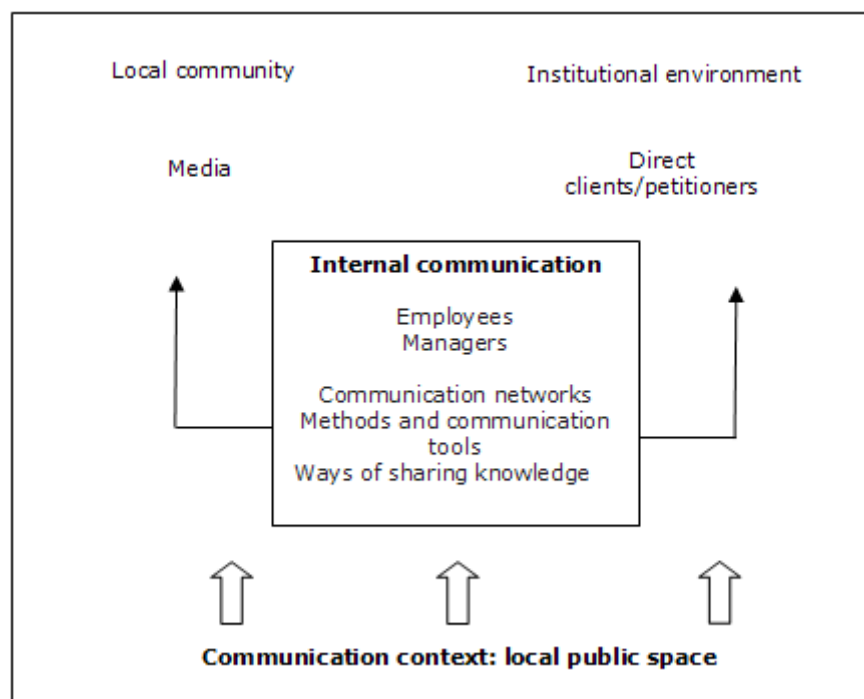 Local community
Institutional environment
Media
Direct
clients/petitioners
Internal communication
Employees
Managers
Communication networks
Methods and communication
tools
Ways of sharing knowledge
Communication context: local public space